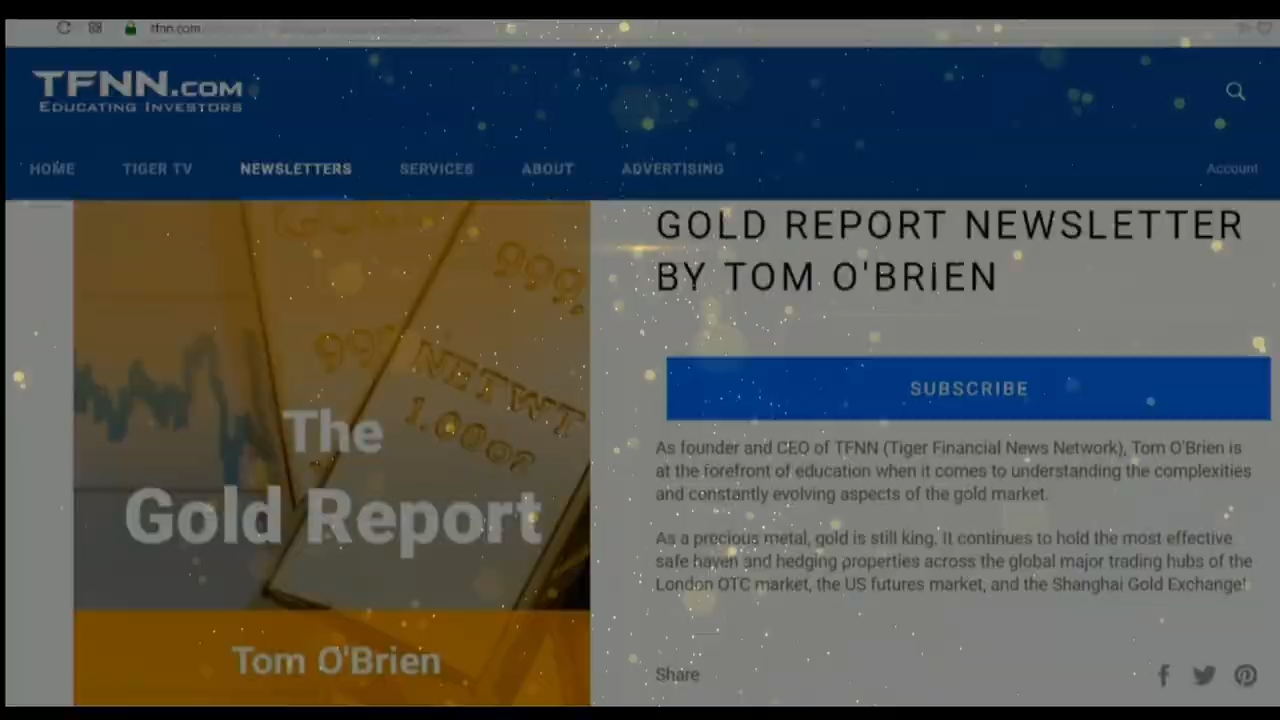 tfnn.com
TFNN.COM
EDUCATING INVESTORS
HOME TIGER TV NEWSLETTERS SERVICES ABOUT ADVERTISING Account
GOLD REPORT NEWSLETTER
BY TOM O'BRIEN
999.
99
NETWT
1.000Z
The
Gold Report
Tom O'Brien
SUBSCRIBE
As founder and CEO of TFNN (Tiger Financial News Network), Tom O'Brien is
at the forefront of education when it comes to understanding the complexities
and constantly evolving aspects of the gold market.
As a precious metal, gold is still king. It continues to hold the most effective
safe haven and hedging properties across the global major trading hubs of the
London OTC market, the US futures market, and the Shanghai Gold Exchange!
Share